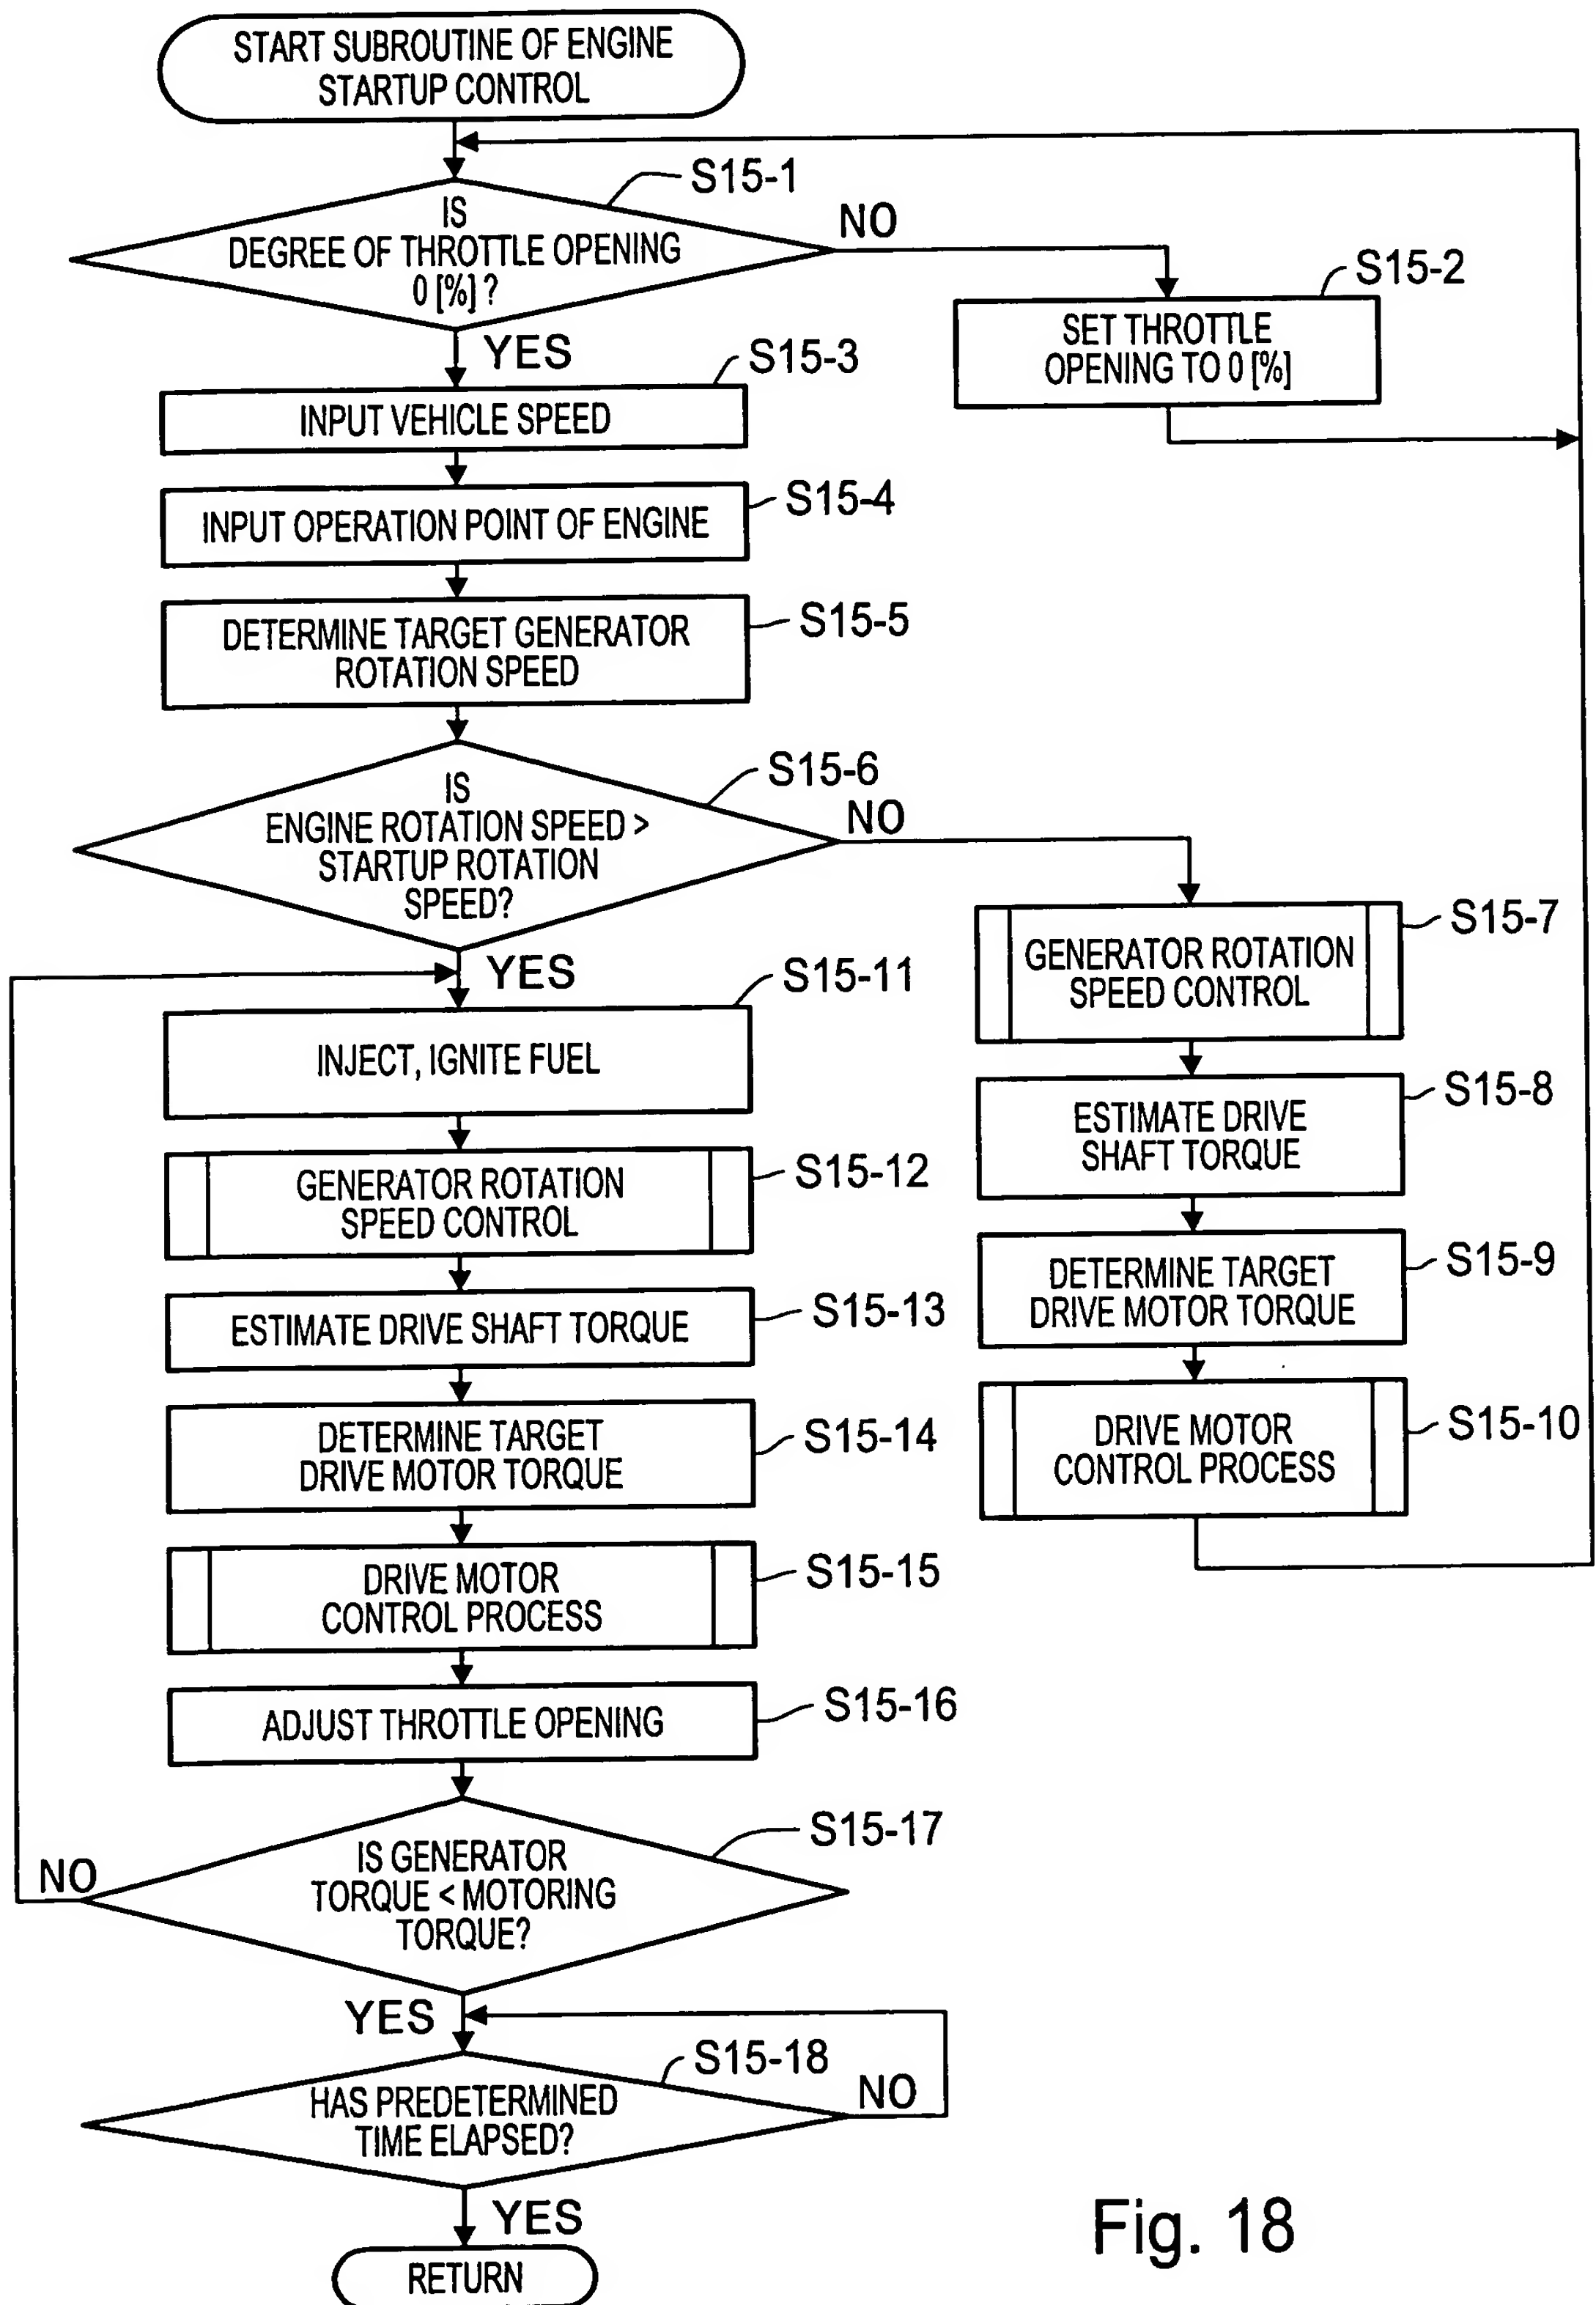 START SUBROUTINE OF ENGINE
STARTUP CONTROL
S15-1
IS
DEGREE OF THROTTLE OPENING
0 [%] ?
NO
S15-2
SET THROTTLE
OPENING TO 0 [%]
YES
S15-3
INPUT VEHICLE SPEED
S15-4
INPUT OPERATION POINT OF ENGINE
S15-5
DETERMINE TARGET GENERATOR
ROTATION SPEED
S15-6
IS
ENGINE ROTATION SPEED >
STARTUP ROTATION
SPEED?
NO
S15-7
GENERATOR ROTATION
SPEED CONTROL
S15-8
ESTIMATE DRIVE
SHAFT TORQUE
S15-9
DETERMINE TARGET
DRIVE MOTOR TORQUE
S15-10
DRIVE MOTOR
CONTROL PROCESS
YES
S15-11
INJECT, IGNITE FUEL
S15-12
GENERATOR ROTATION
SPEED CONTROL
S15-13
ESTIMATE DRIVE SHAFT TORQUE
S15-14
DETERMINE TARGET
DRIVE MOTOR TORQUE
S15-15
DRIVE MOTOR
CONTROL PROCESS
S15-16
ADJUST THROTTLE OPENING
S15-17
IS GENERATOR
TORQUE < MOTORING
TORQUE?
NO
YES
S15-18
HAS PREDETERMINED
TIME ELAPSED?
NO
YES
RETURN
Fig. 18